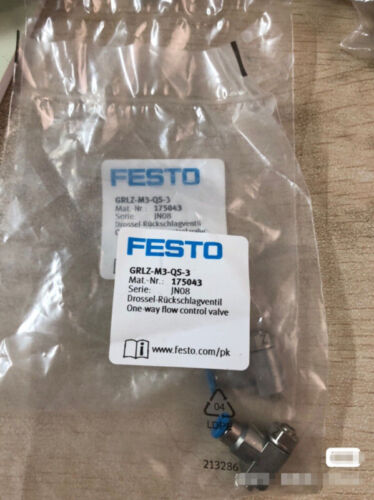 FESTO
GRLZ-M3-QS-3
Mat.-Nr.: 175043
Serie: JN08
Drossel-Rückschlagventil
FESTO
GRLZ-M3-QS-3
Mat.-Nr.: 175043
Serie: JN08
Drossel-Rückschlagventil
One-way flow control valve
www.festo.com/pk
04
213286